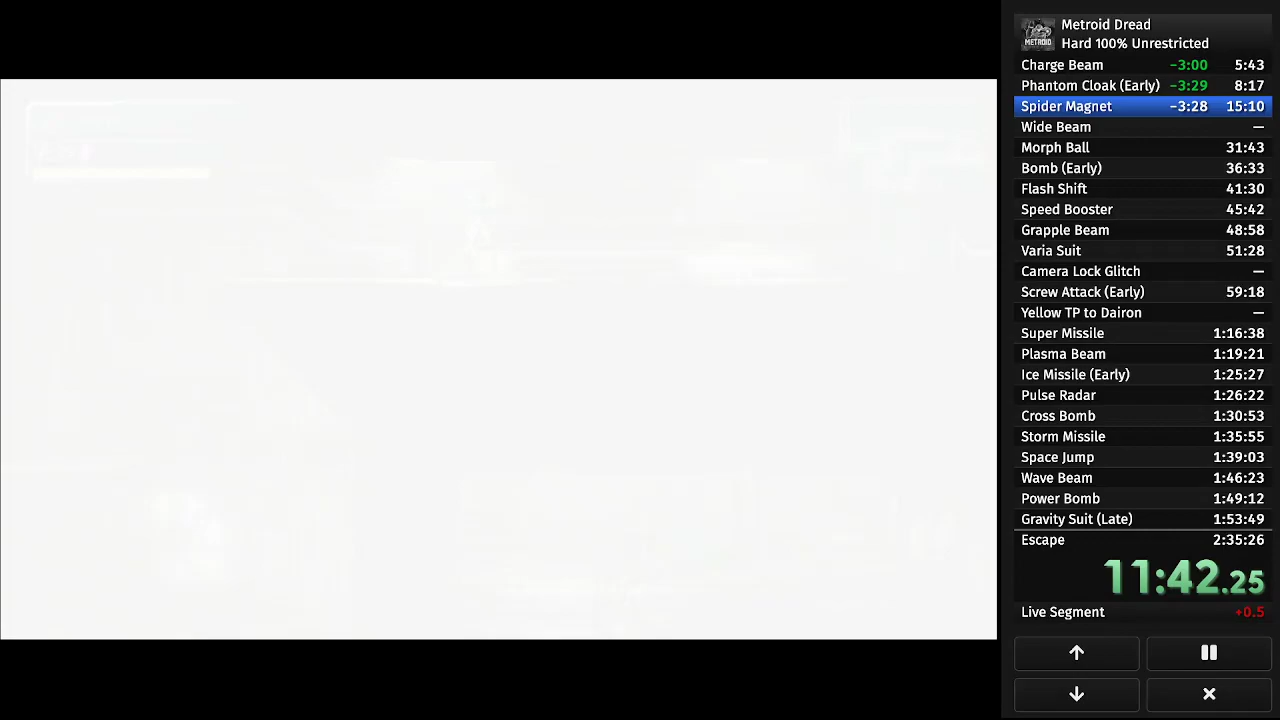 Metroid Dread
Hard 100% Unrestricted
Charge Beam −3:00 5:43
Phantom Cloak (Early) −3:29 8:17
Spider Magnet −3:28 15:10
Wide Beam —
Morph Ball 31:43
Bomb (Early) 36:33
Flash Shift 41:30
Speed Booster 45:42
Grapple Beam 48:58
Varia Suit 51:28
Camera Lock Glitch —
Screw Attack (Early) 59:18
Yellow TP to Dairon —
Super Missile 1:16:38
Plasma Beam 1:19:21
Ice Missile (Early) 1:25:27
Pulse Radar 1:26:22
Cross Bomb 1:30:53
Storm Missile 1:35:55
Space Jump 1:39:03
Wave Beam 1:46:23
Power Bomb 1:49:12
Gravity Suit (Late) 1:53:49
Escape 2:35:26
11:42.25
Live Segment +0.5